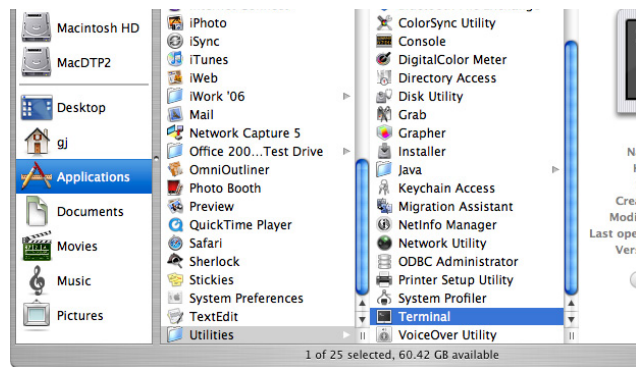 Macintosh HD
MacDTP2
Desktop
gj
Applications
Documents
Movies
Music
Pictures
iPhoto
iSync
iTunes
iWeb
iWork '06
Mail
Network Capture 5
Office 200...Test Drive
OmniOutliner
Photo Booth
Preview
QuickTime Player
Safari
Sherlock
Stickies
System Preferences
TextEdit
Utilities
ColorSync Utility
Console
DigitalColor Meter
Directory Access
Disk Utility
Grab
Grapher
Installer
Java
Keychain Access
Migration Assistant
NetInfo Manager
Network Utility
ODBC Administrator
Printer Setup Utility
System Profiler
Terminal
VoiceOver Utility
Last ope
1 of 25 selected, 60.42 GB available